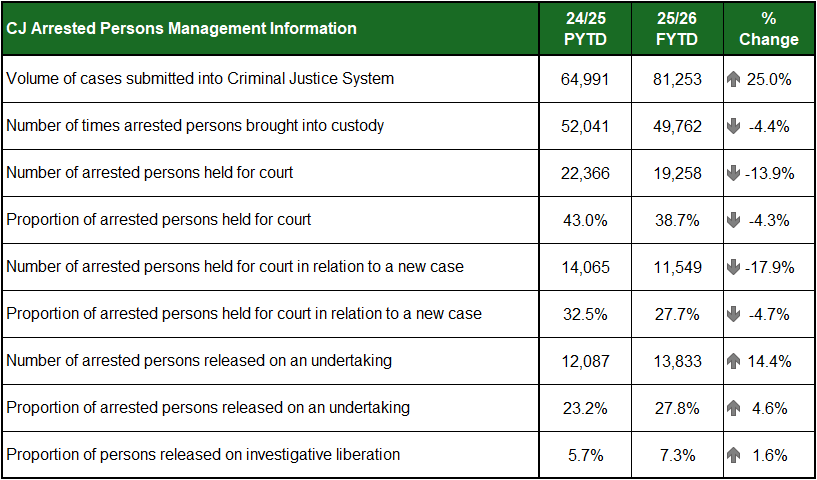 CJ Arrested Persons Management Information 24/25 PYTD 25/26 FYTD % Change
Volume of cases submitted into Criminal Justice System 64,991 81,253 25.0%
Number of times arrested persons brought into custody 52,041 49,762 -4.4%
Number of arrested persons held for court 22,366 19,258 -13.9%
Proportion of arrested persons held for court 43.0% 38.7% -4.3%
Number of arrested persons held for court in relation to a new case 14,065 11,549 -17.9%
Proportion of arrested persons held for court in relation to a new case 32.5% 27.7% -4.7%
Number of arrested persons released on an undertaking 12,087 13,833 14.4%
Proportion of arrested persons released on an undertaking 23.2% 27.8% 4.6%
Proportion of persons released on investigative liberation 5.7% 7.3% 1.6%